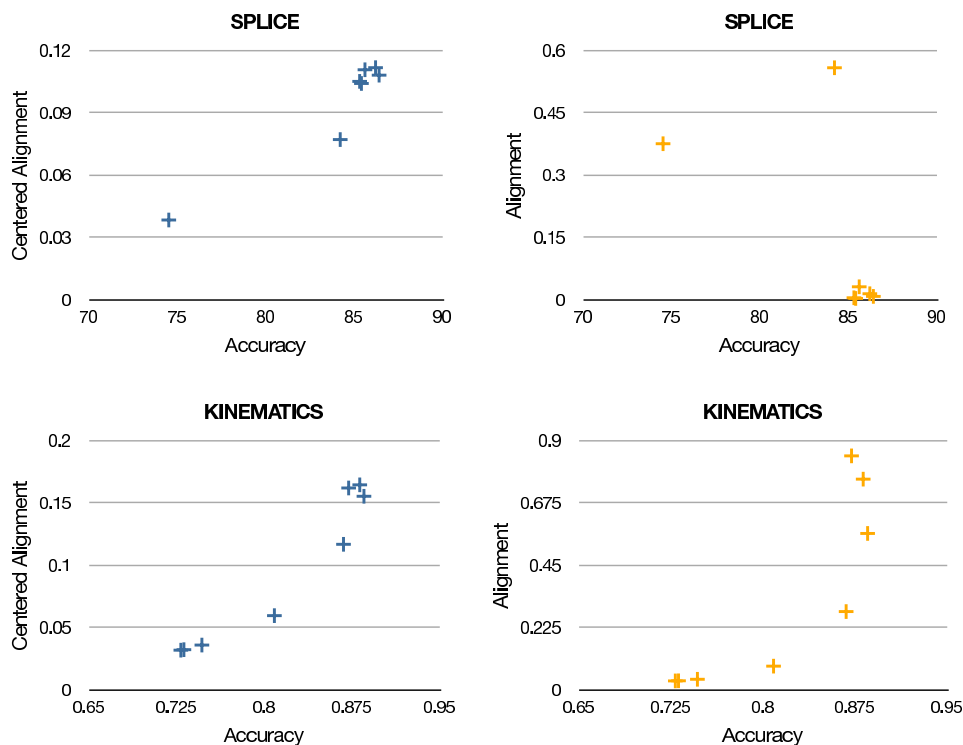 SPLICE
Centered Alignment
0.12
0.09
0.06
0.03
0
70 75 80 85 90
Accuracy
SPLICE
Alignment
0.6
0.45
0.3
0.15
0
70 75 80 85 90
Accuracy
KINEMATICS
Centered Alignment
0.2
0.15
0.1
0.05
0
0.65 0.725 0.8 0.875 0.95
Accuracy
KINEMATICS
Alignment
0.9
0.675
0.45
0.225
0
0.65 0.725 0.8 0.875 0.95
Accuracy